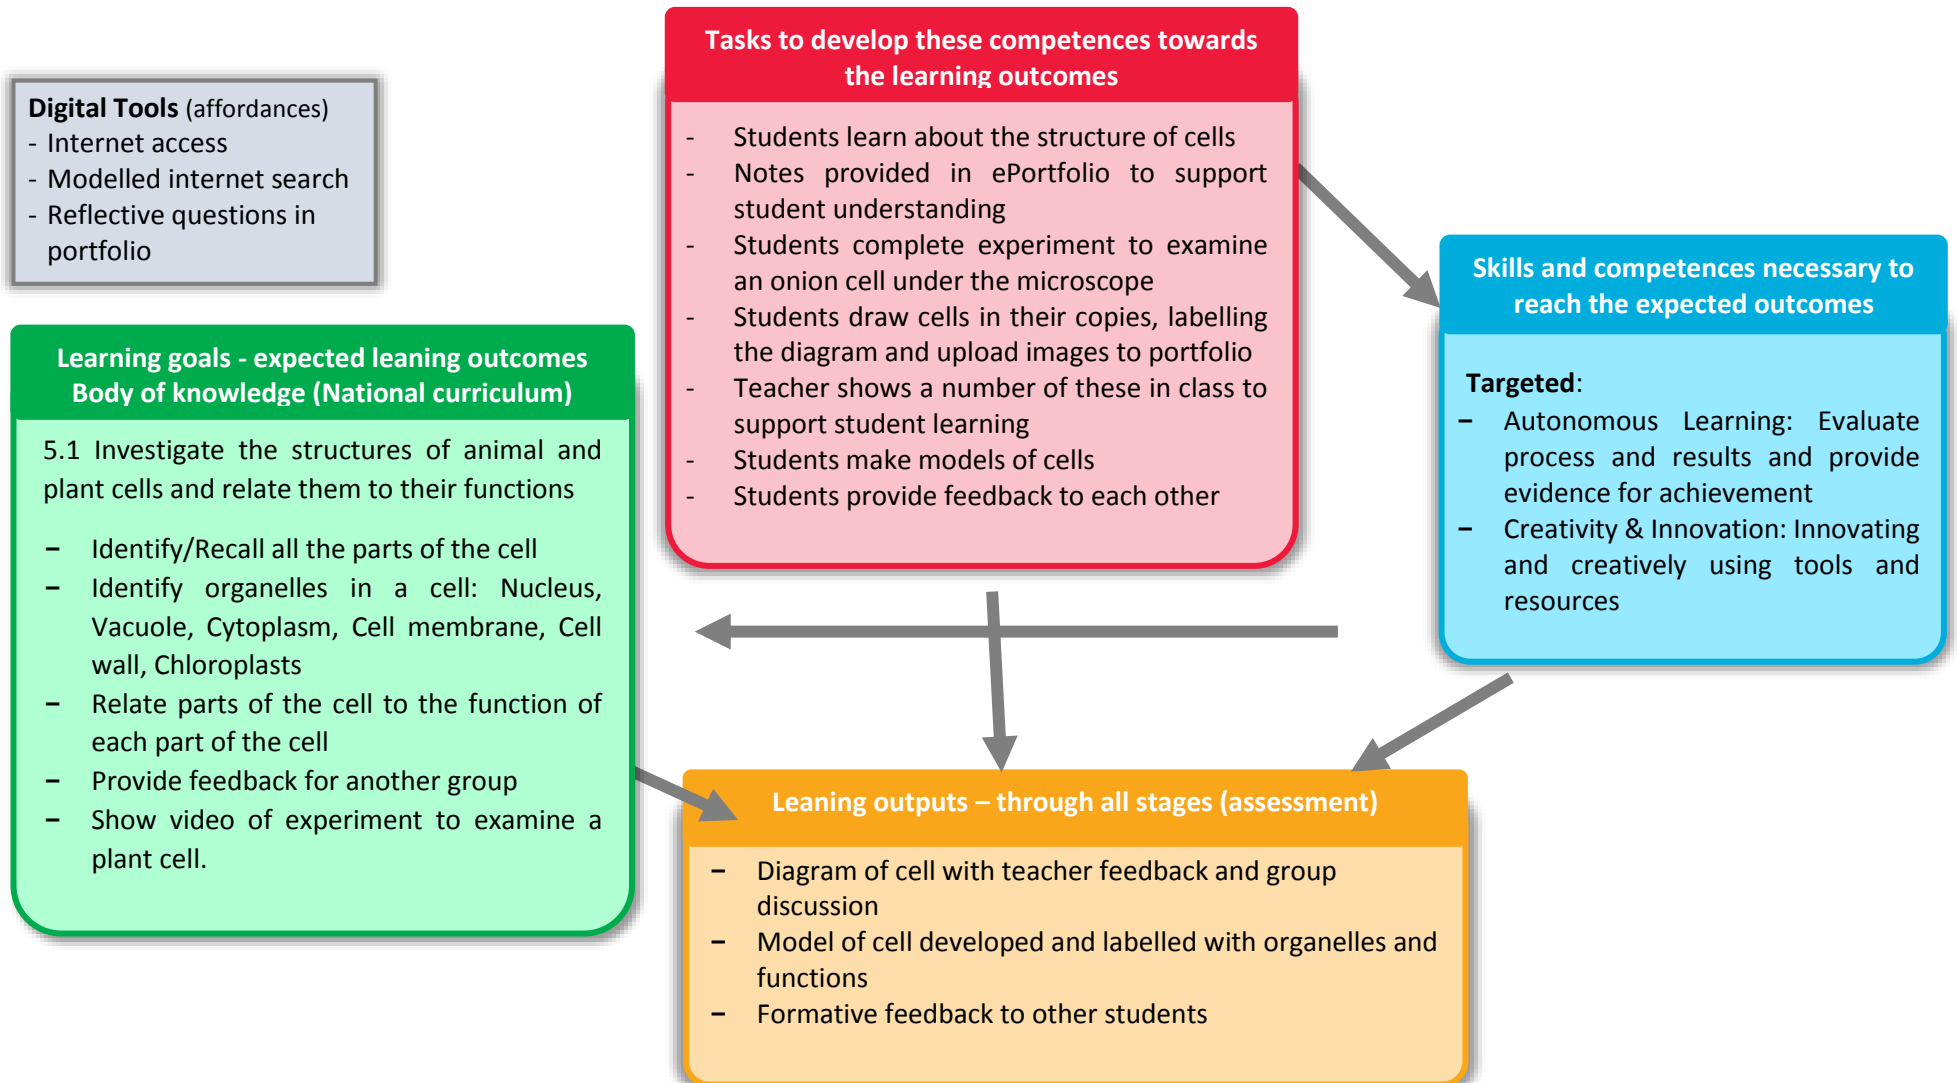 Tasks to develop these competences towards
the learning outcomes
- Students learn about the structure of cells
- Notes provided in ePortfolio to support
student understanding
- Students complete experiment to examine
an onion cell under the microscope
- Students draw cells in their copies, labelling
the diagram and upload images to portfolio
- Teacher shows a number of these in class to
support student learning
- Students make models of cells
- Students provide feedback to each other
Digital Tools (affordances)
- Internet access
- Modelled internet search
- Reflective questions in
portfolio
Skills and competences necessary to
reach the expected outcomes
Targeted:
– Autonomous Learning: Evaluate
process and results and provide
evidence for achievement
– Creativity & Innovation: Innovating
and creatively using tools and
resources
Learning goals - expected leaning outcomes
Body of knowledge (National curriculum)
5.1 Investigate the structures of animal and
plant cells and relate them to their functions
– Identify/Recall all the parts of the cell
– Identify organelles in a cell: Nucleus,
Vacuole, Cytoplasm, Cell membrane, Cell
wall, Chloroplasts
– Relate parts of the cell to the function of
each part of the cell
– Provide feedback for another group
– Show video of experiment to examine a
plant cell.
Leaning outputs – through all stages (assessment)
– Diagram of cell with teacher feedback and group
discussion
– Model of cell developed and labelled with organelles and
functions
– Formative feedback to other students